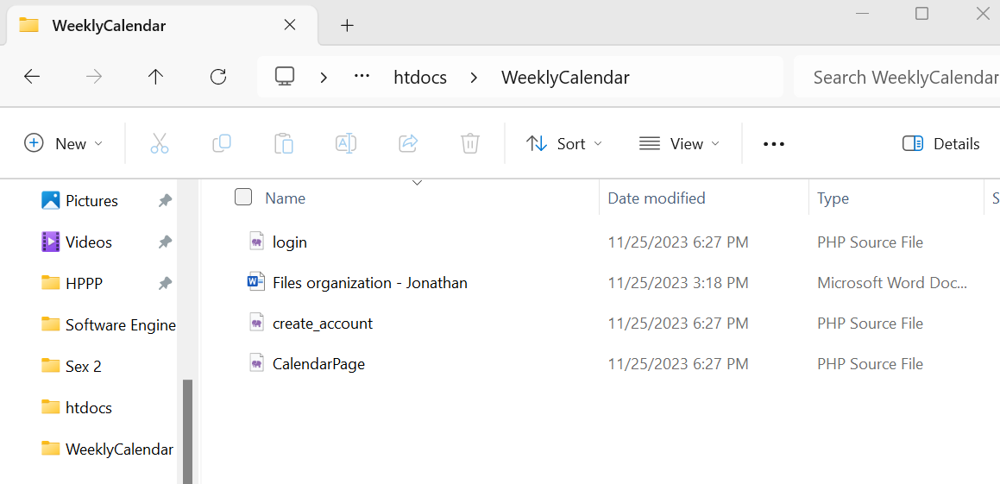 WeeklyCalendar
htdocs WeeklyCalendar Search WeeklyCalendar
New Sort View Details
Name Date modified Type S
Pictures
Videos
HPPP
Software Engine
Sex 2
htdocs
WeeklyCalendar
login 11/25/2023 6:27 PM PHP Source File
Files organization - Jonathan 11/25/2023 3:18 PM Microsoft Word Doc...
create_account 11/25/2023 6:27 PM PHP Source File
CalendarPage 11/25/2023 6:27 PM PHP Source File